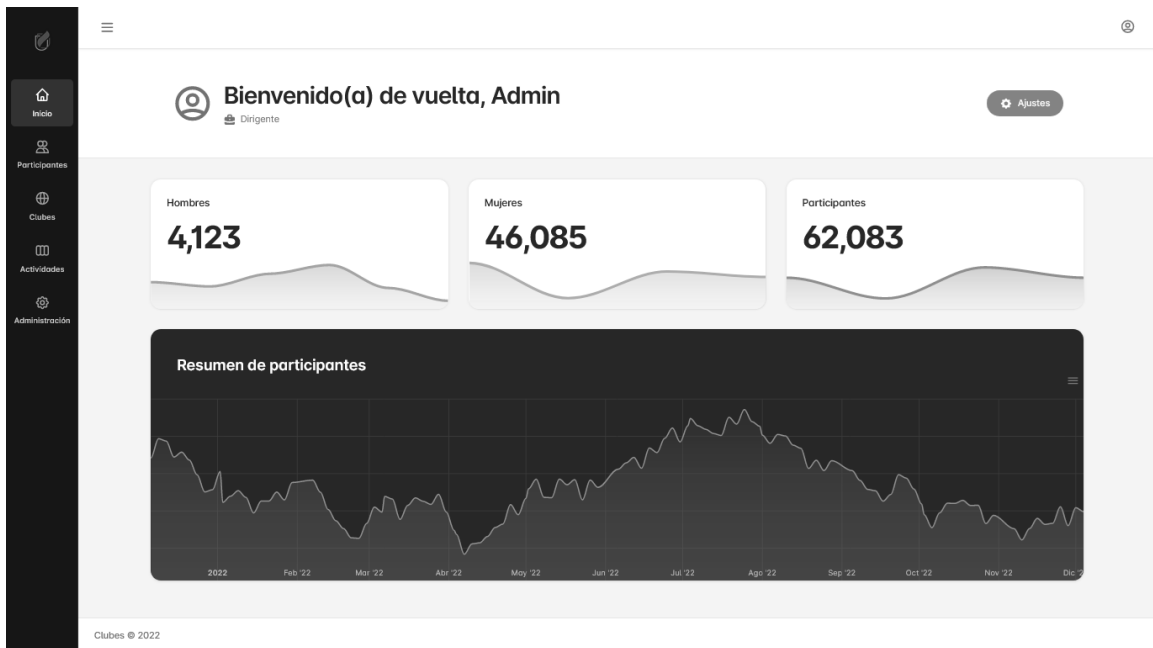 Inicio
Participantes
Clubes
Actividades
Administración
Bienvenido(a) de vuelta, Admin
Dirigente
Ajustes
Hombres
4,123
Mujeres
46,085
Participantes
62,083
Resumen de participantes
2022 Feb '22 Mar '22 Abr '22 May '22 Jun '22 Jul '22 Ago '22 Sep '22 Oct '22 Nov '22 Dic '2
Clubes © 2022